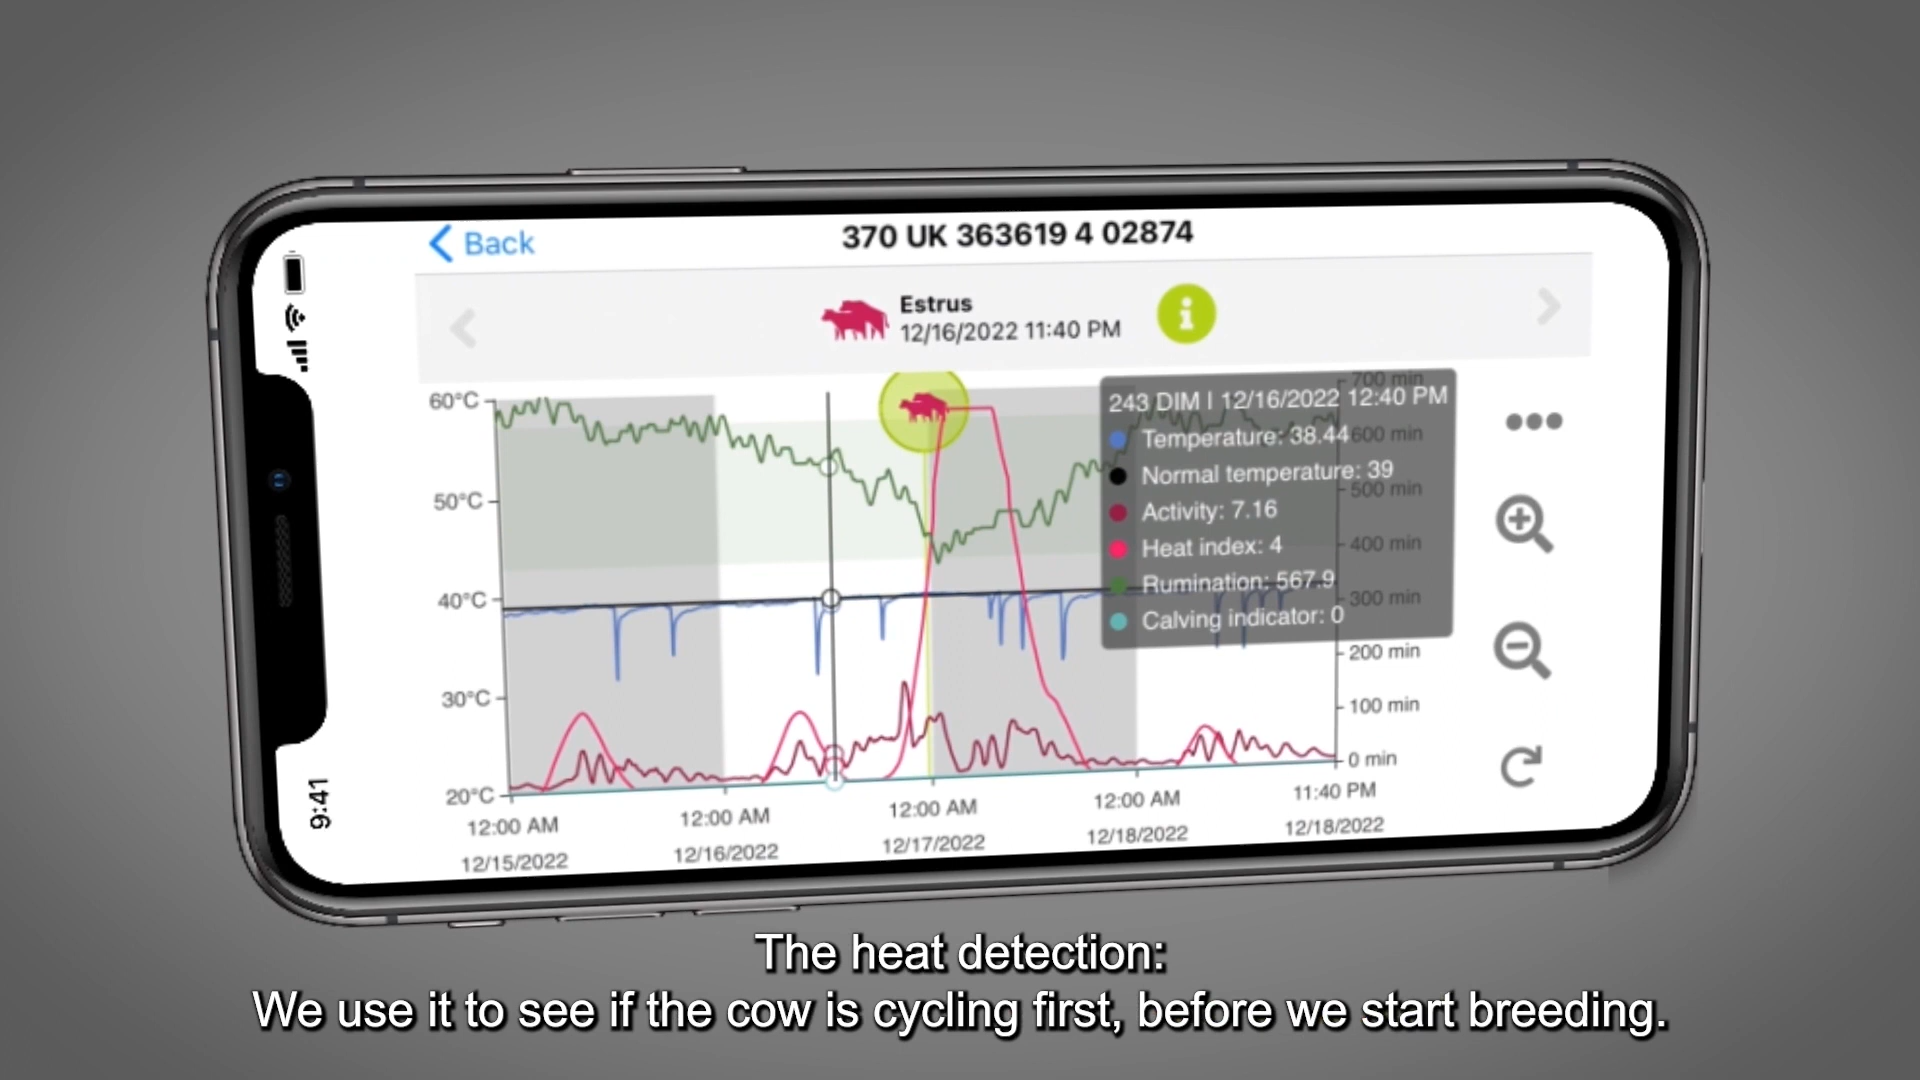 Back
370 UK 363619 4 02874
Estrus
12/16/2022 11:40 PM
i
60°C
50°C
40°C
30°C
20°C
700 min
600 min
500 min
400 min
300 min
200 min
100 min
0 min
243 DIM | 12/16/2022 12:40 PM
Temperature: 38.44
Normal temperature: 39
Activity: 7.16
Heat index: 4
Rumination: 567.9
Calving indicator: 0
12:00 AM
12/15/2022
12:00 AM
12/16/2022
12:00 AM
12/17/2022
12:00 AM
12/18/2022
11:40 PM
12/18/2022
9:41
The heat detection:
We use it to see if the cow is cycling first, before we start breeding.